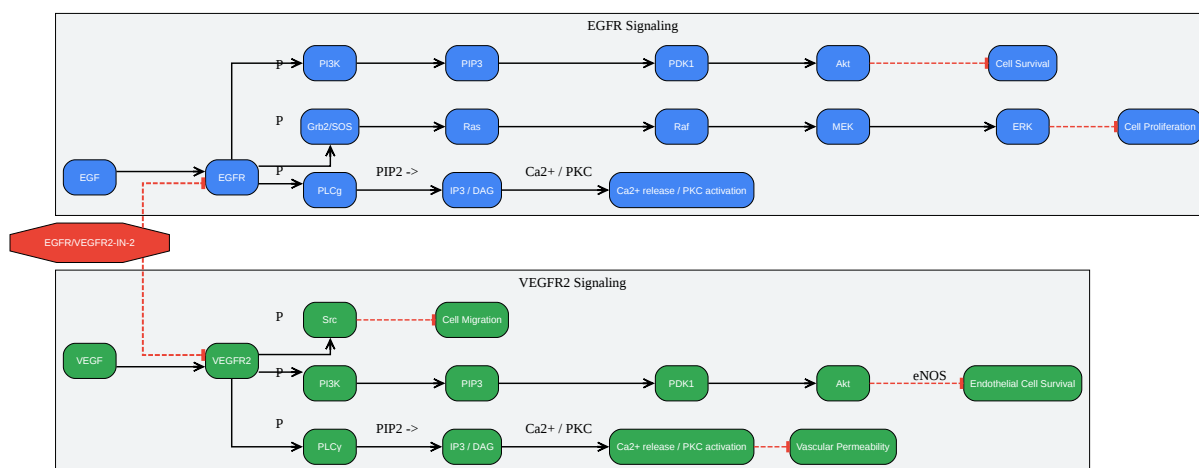 EGFR Signaling
P
PI3K
PIP3
PDK1
Akt
Cell Survival
P
Grb2/SOS
Ras
Raf
MEK
ERK
Cell Proliferation
EGF
EGFR
P
PLCg
PIP2 ->
IP3 / DAG
Ca2+ / PKC
Ca2+ release / PKC activation
EGFR/VEGFR2-IN-2
VEGFR2 Signaling
P
Src
Cell Migration
VEGF
VEGFR2
P
PI3K
PIP3
PDK1
Akt
eNOS
Endothelial Cell Survival
P
PLCγ
PIP2 ->
IP3 / DAG
Ca2+ / PKC
Ca2+ release / PKC activation
Vascular Permeability